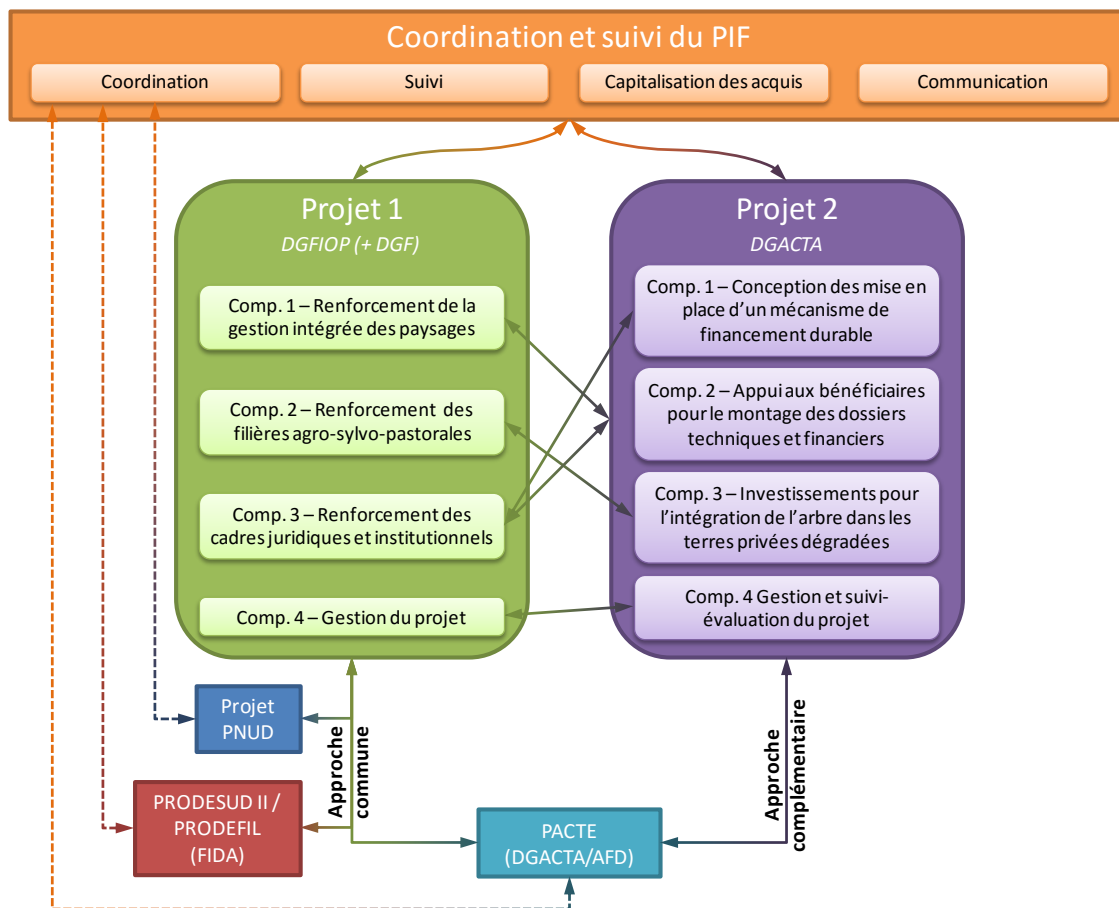 Coordination et suivi du PIF
Coordination
Suivi
Capitalisation des acquis
Communication
Projet 1
DGFIOP (+ DGF)
Comp. 1 – Renforcement de la
gestion intégrée des paysages
Comp. 2 – Renforcement des
filières agro-sylvo-pastorales
Comp. 3 – Renforcement des
cadres juridiques et institutionnels
Comp. 4 – Gestion du projet
Projet 2
DGACTA
Comp. 1 – Conception des mise en
place d'un mécanisme de
financement durable
Comp. 2 – Appui aux bénéficiaires
pour le montage des dossiers
techniques et financiers
Comp. 3 – Investissements pour
l'intégration de l'arbre dans les
terres privées dégradées
Comp. 4 Gestion et suivi-
évaluation du projet
Projet
PNUD
Approche
commune
Approche
complémentaire
PRODESUD II /
PRODEFIL
(FIDA)
PACTE
(DGACTA/AFD)